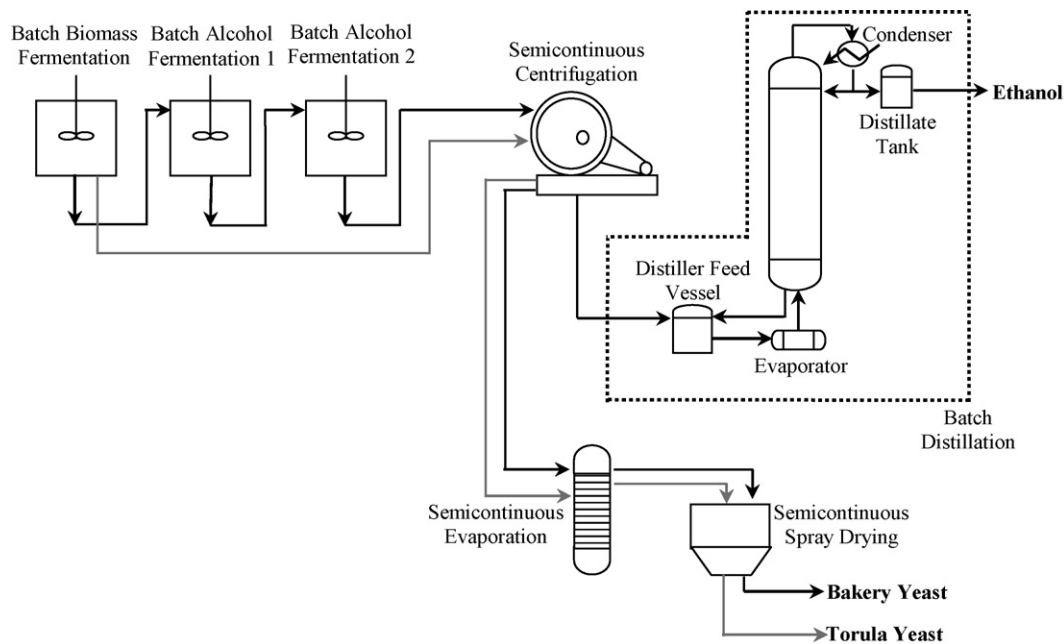 Batch Biomass
Fermentation
Batch Alcohol
Fermentation 1
Batch Alcohol
Fermentation 2
Semicontinuous
Centrifugation
Condenser
Ethanol
Distillate
Tank
Distiller Feed
Vessel
Evaporator
Batch
Distillation
Semicontinuous
Evaporation
Semicontinuous
Spray Drying
Bakery Yeast
Torula Yeast